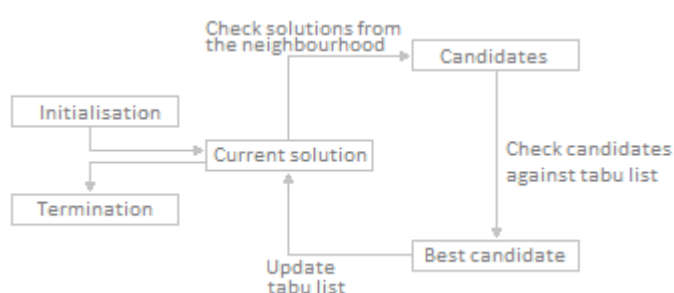 Check solutions from
the neighbourhood
Candidates
Initialisation
Current solution
Check candidates
against tabu list
Termination
Best candidate
Update
tabu list